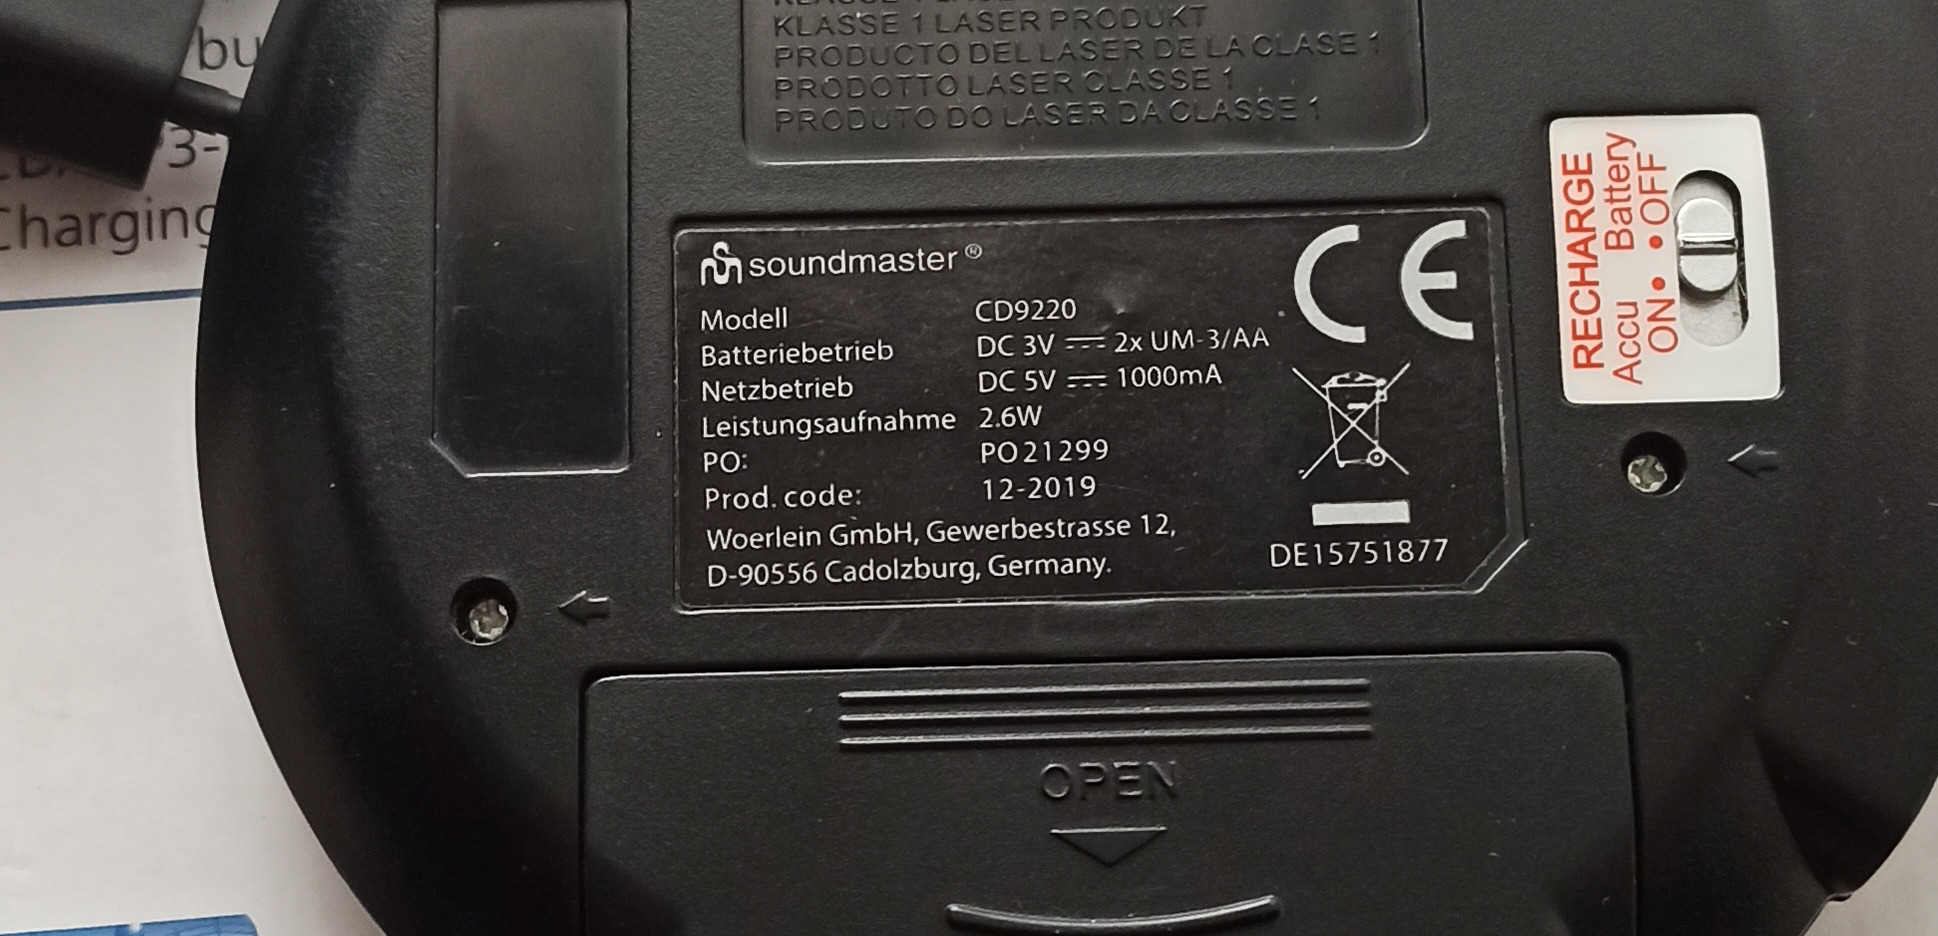 KLASSE 1 LASER PRODUKT
PRODUCTO DEL LASER DE LA CLASE 1
PRODOTTO LASER CLASSE 1
PRODUTO DO LASER DA CLASSE 1
bu
3-
Charging
RECHARGE
Accu Battery
ON • • OFF
soundmaster®
Modell CD9220
Batteriebetrieb DC 3V ⎓ 2x UM-3/AA
Netzbetrieb DC 5V ⎓ 1000mA
Leistungsaufnahme 2.6W
PO: PO21299
Prod. code: 12-2019
Woerlein GmbH, Gewerbestrasse 12,
D-90556 Cadolzburg, Germany.
CE
DE15751877
OPEN